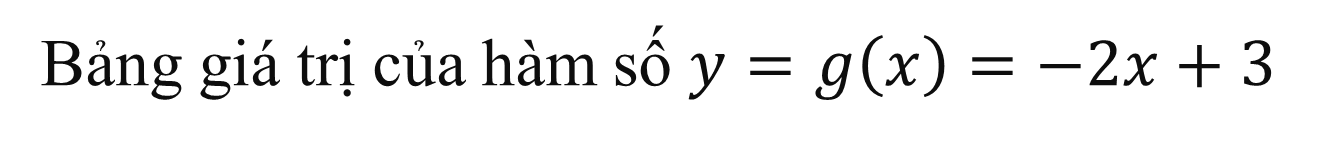 Bảng giá trị của hàm số y = g(x) = −2x + 3